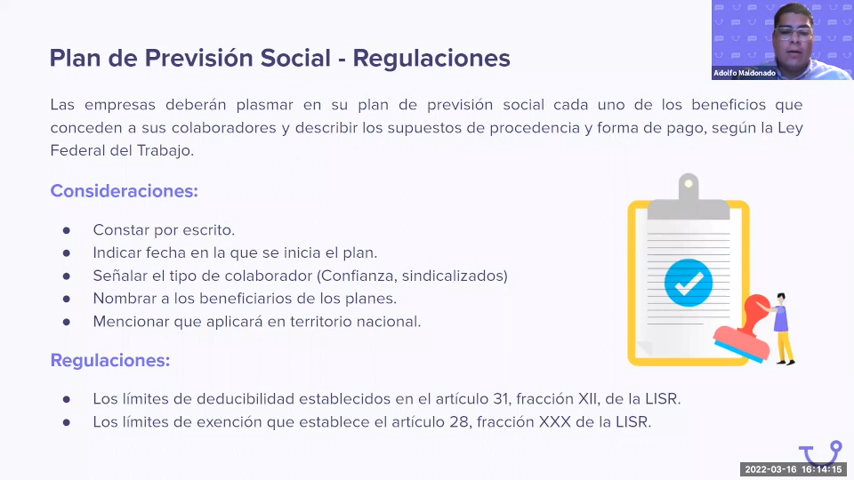 Plan de Previsión Social - Regulaciones
Adolfo Maldonado
Las empresas deberán plasmar en su plan de previsión social cada uno de los beneficios que
conceden a sus colaboradores y describir los supuestos de procedencia y forma de pago, según la Ley
Federal del Trabajo.
Consideraciones:
● Constar por escrito.
● Indicar fecha en la que se inicia el plan.
● Señalar el tipo de colaborador (Confianza, sindicalizados)
● Nombrar a los beneficiarios de los planes.
● Mencionar que aplicará en territorio nacional.
Regulaciones:
● Los límites de deducibilidad establecidos en el artículo 31, fracción XII, de la LISR.
● Los límites de exención que establece el artículo 28, fracción XXX de la LISR.
2022-03-16 16:14:15